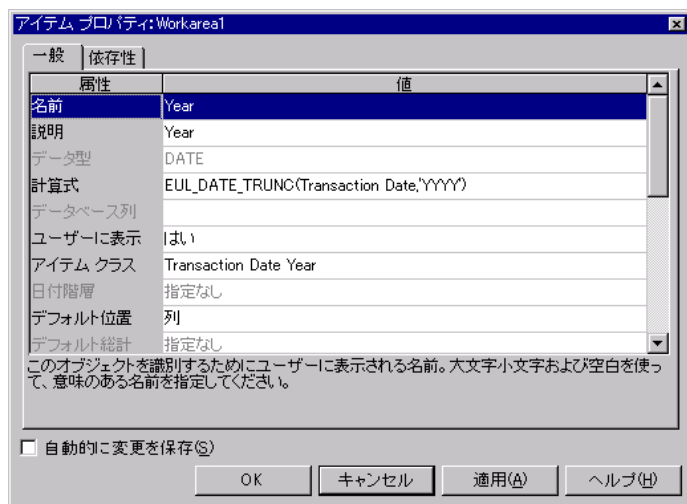 アイテム プロパティ:Workarea1
一般 依存性
属性 値
名前 Year
説明 Year
データ型 DATE
計算式 EUL_DATE_TRUNC(Transaction Date,'YYYY')
データベース列
ユーザーに表示 はい
アイテム クラス Transaction Date Year
日付階層 指定なし
デフォルト位置 列
デフォルト総計 指定なし
このオブジェクトを識別するためにユーザーに表示される名前。大文字小文字および空白を使っ
て、意味のある名前を指定してください。
自動的に変更を保存(S)
OK キャンセル 適用(A) ヘルプ(H)